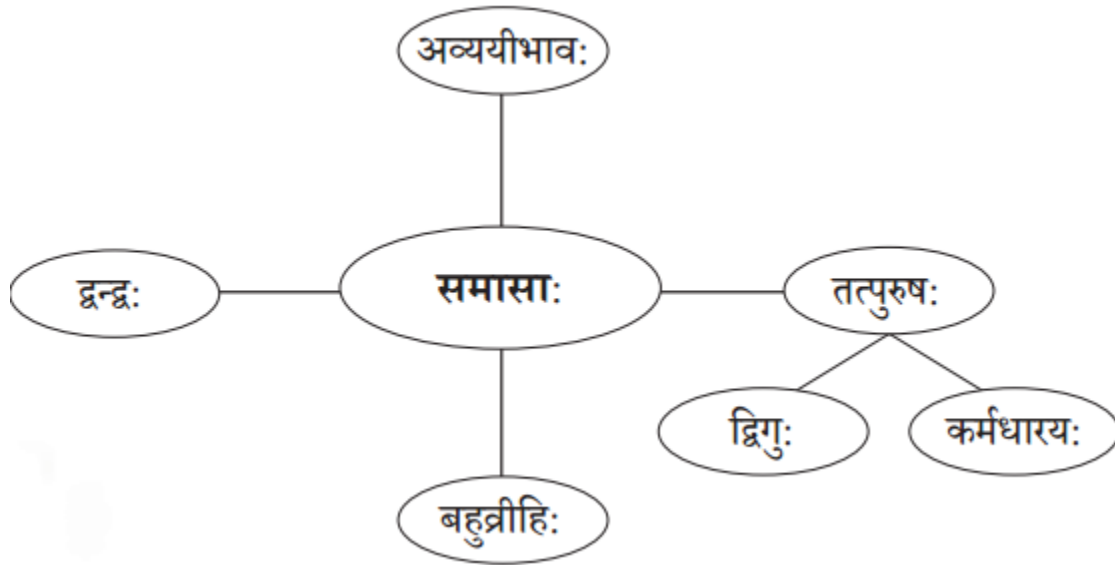 अव्ययीभाव:
द्वन्द्व:
समासा:
तत्पुरुष:
द्विगु:
कर्मधारय:
बहुव्रीहि: